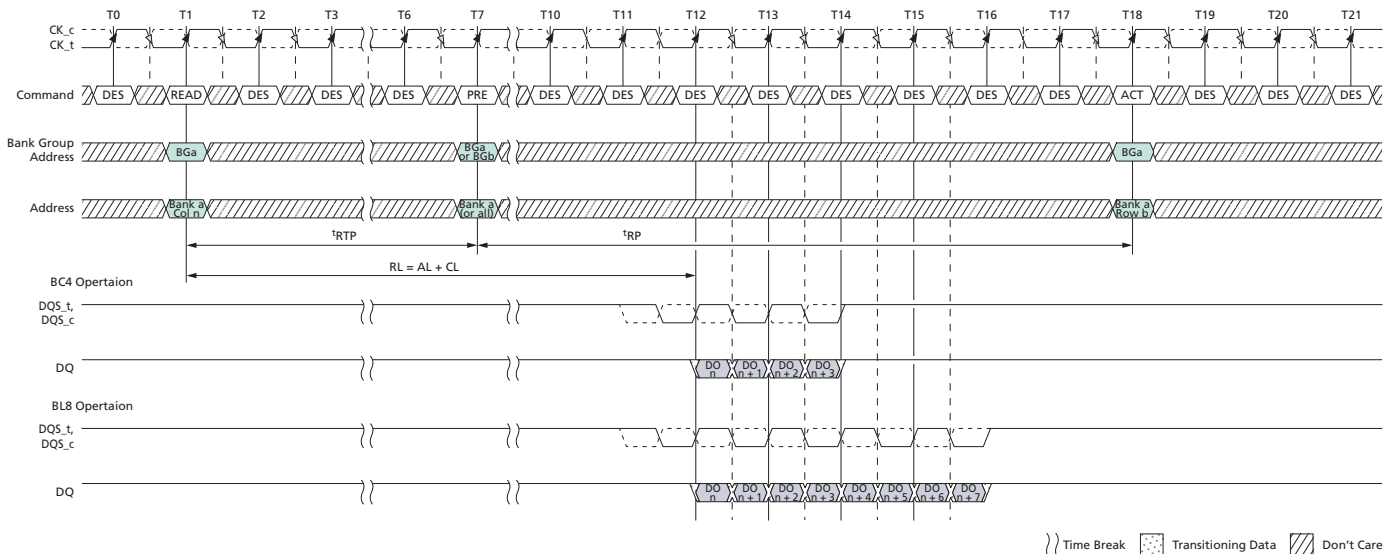 T0 T1 T2 T3 T6 T7 T10 T11 T12 T13 T14 T15 T16 T17 T18 T19 T20 T21
CK_c
CK_t
Command DES READ DES DES DES PRE DES DES DES DES DES DES DES DES ACT DES DES DES
Bank Group
Address
BGa
BGa
or BGb
BGa
Address
Bank a
Col n
Bank a
(or all)
Bank a
Row b
tRTP tRP
RL = AL + CL
BC4 Opertaion
DQS_t,
DQS_c
DQ
DO
n
DO
n + 1
DO
n + 2
DO
n + 3
BL8 Opertaion
DQS_t,
DQS_c
DQ
DO
n
DO
n + 1
DO
n + 2
DO
n + 3
DO
n + 4
DO
n + 5
DO
n + 6
DO
n + 7
Time Break Transitioning Data Don't Care